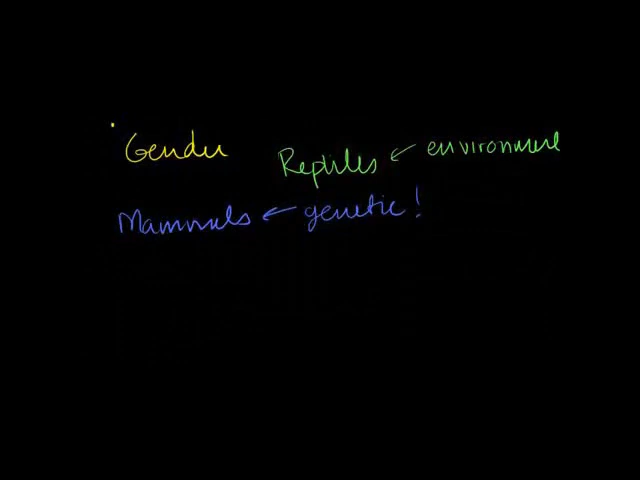 Gender
Reptiles ← environment
Mammals ← genetic!